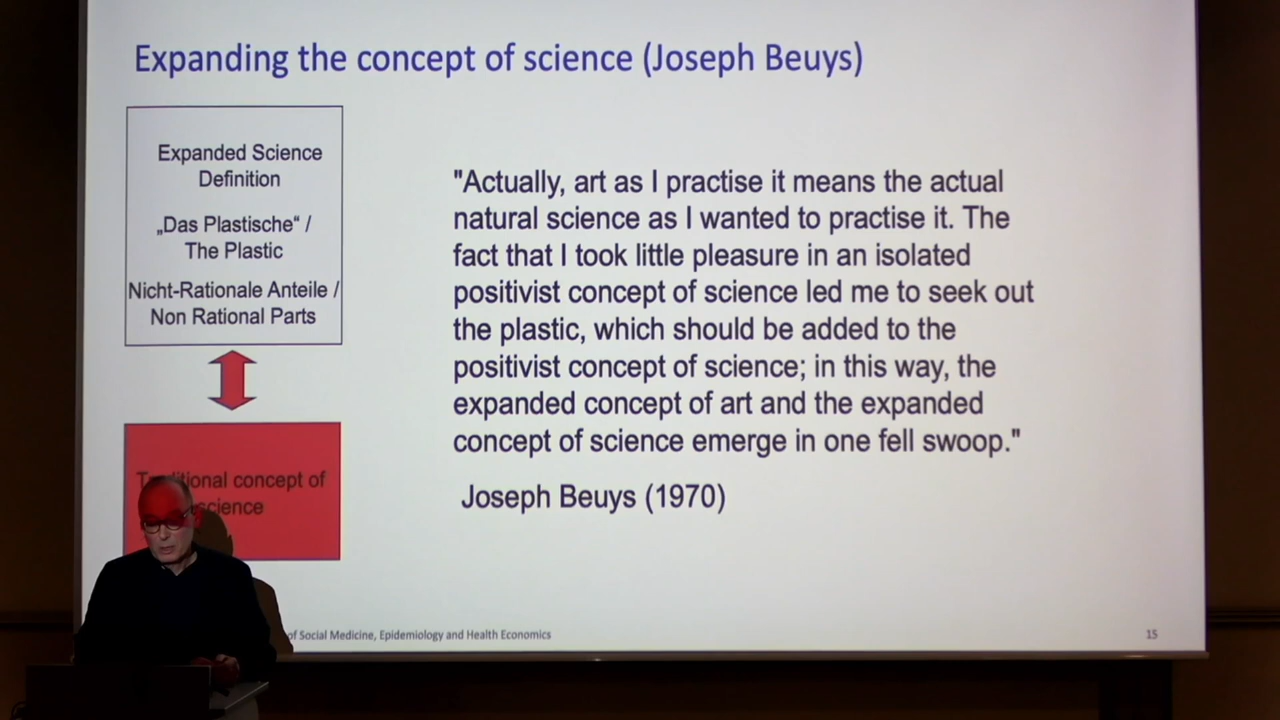 Expanding the concept of science (Joseph Beuys)
Expanded Science
Definition
„Das Plastische“ /
The Plastic
Nicht-Rationale Anteile /
Non Rational Parts
concept of
"Actually, art as I practise it means the actual
natural science as I wanted to practise it. The
fact that I took little pleasure in an isolated
positivist concept of science led me to seek out
the plastic, which should be added to the
positivist concept of science; in this way, the
expanded concept of art and the expanded
concept of science emerge in one fell swoop."
Joseph Beuys (1970)
of Social Medicine, Epidemiology and Health Economics
15